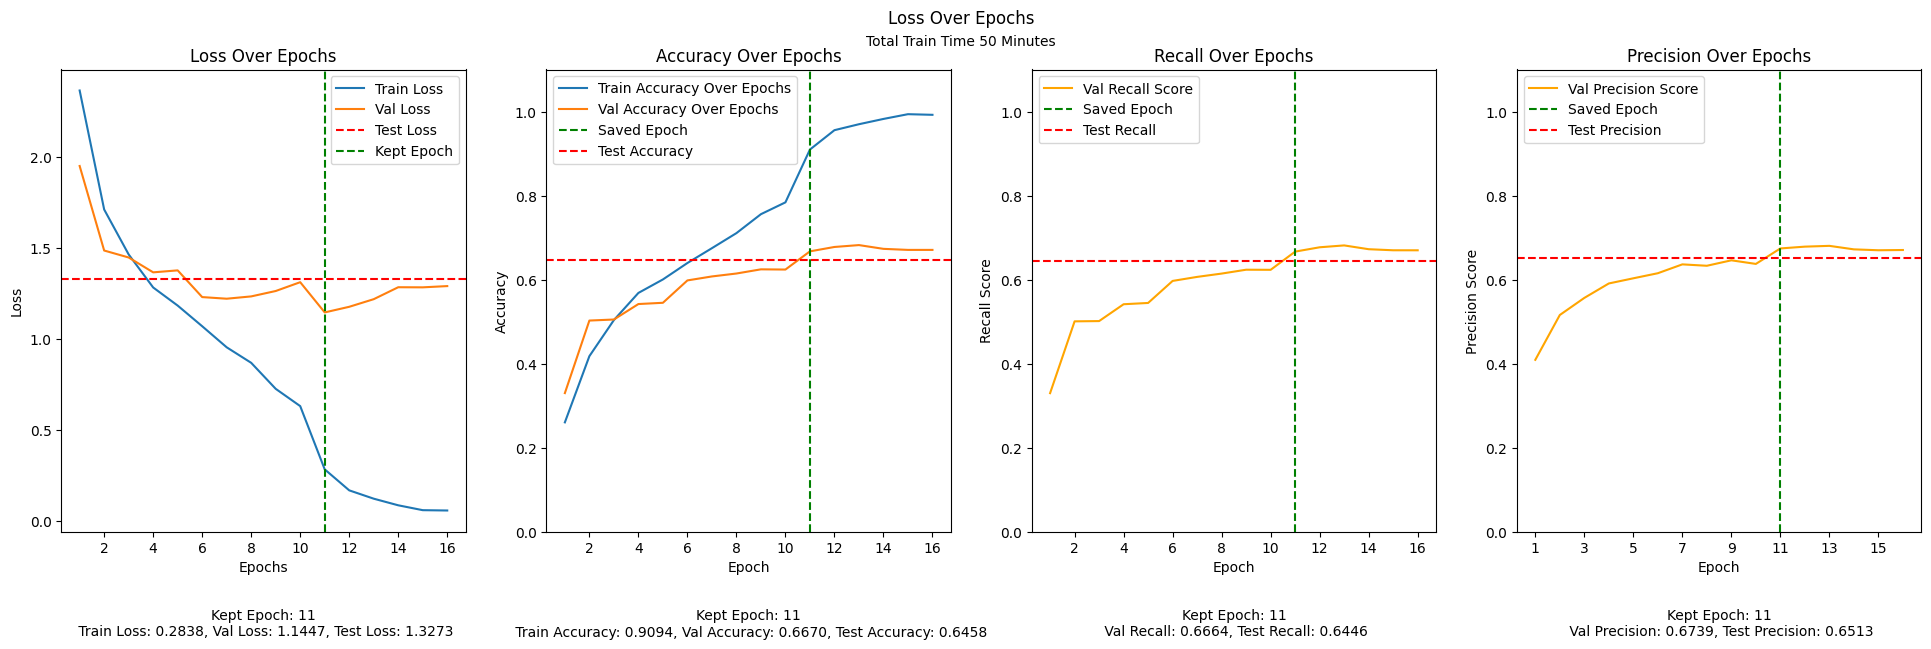 Loss Over Epochs
Total Train Time 50 Minutes
Loss Over Epochs
Train Loss
Val Loss
Test Loss
Kept Epoch
2.0
1.5
1.0
0.5
0.0
Loss
2 4 6 8 10 12 14 16
Epochs
Kept Epoch: 11
Train Loss: 0.2838, Val Loss: 1.1447, Test Loss: 1.3273
Accuracy Over Epochs
Train Accuracy Over Epochs
Val Accuracy Over Epochs
Saved Epoch
Test Accuracy
1.0
0.8
0.6
0.4
0.2
0.0
Accuracy
2 4 6 8 10 12 14 16
Epoch
Kept Epoch: 11
Train Accuracy: 0.9094, Val Accuracy: 0.6670, Test Accuracy: 0.6458
Recall Over Epochs
Val Recall Score
Saved Epoch
Test Recall
1.0
0.8
0.6
0.4
0.2
0.0
Recall Score
2 4 6 8 10 12 14 16
Epoch
Kept Epoch: 11
Val Recall: 0.6664, Test Recall: 0.6446
Precision Over Epochs
Val Precision Score
Saved Epoch
Test Precision
1.0
0.8
0.6
0.4
0.2
0.0
Precision Score
1 3 5 7 9 11 13 15
Epoch
Kept Epoch: 11
Val Precision: 0.6739, Test Precision: 0.6513